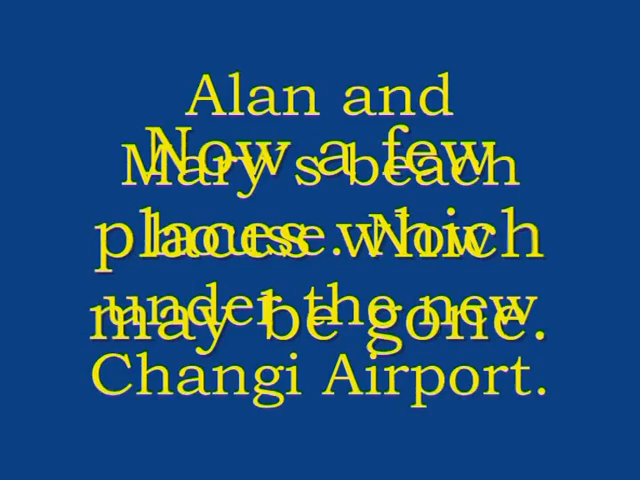 Alan and
Now a few
Mary's beach
places which
house. Now
under the new
may be gone.
Changi Airport.